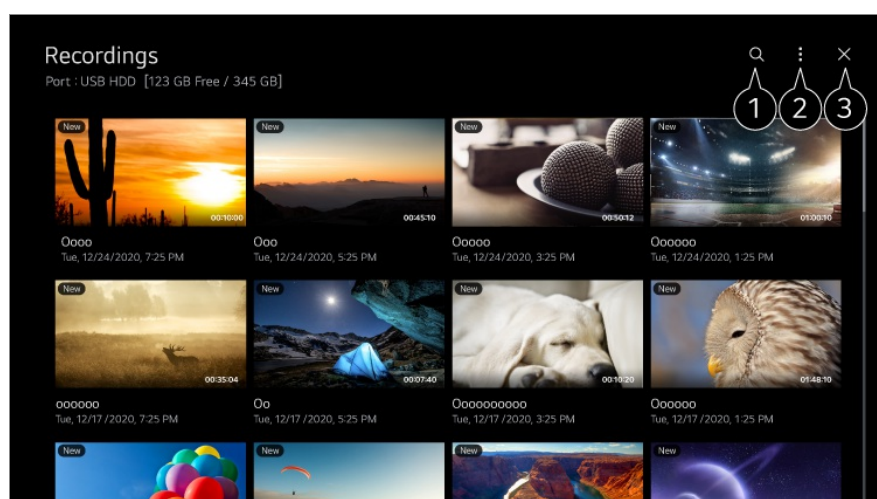 Recordings
Port : USB HDD [123 GB Free / 345 GB]
1 2 3
New New New New
00:10:00 00:45:10 00:50:12 01:00:10
Oooo Ooo Ooooo Oooooo
Tue, 12/24/2020, 7:25 PM Tue, 12/24/2020, 5:25 PM Tue, 12/24/2020, 3:25 PM Tue, 12/24/2020, 1:25 PM
New New New New
00:35:04 00:07:40 00:10:20 01:48:10
oooooo Oo Oooooooooo Oooooo
Tue, 12/17 /2020, 7:25 PM Tue, 12/17 /2020, 5:25 PM Tue, 12/17 /2020, 3:25 PM Tue, 12/17 /2020, 1:25 PM
New New New New